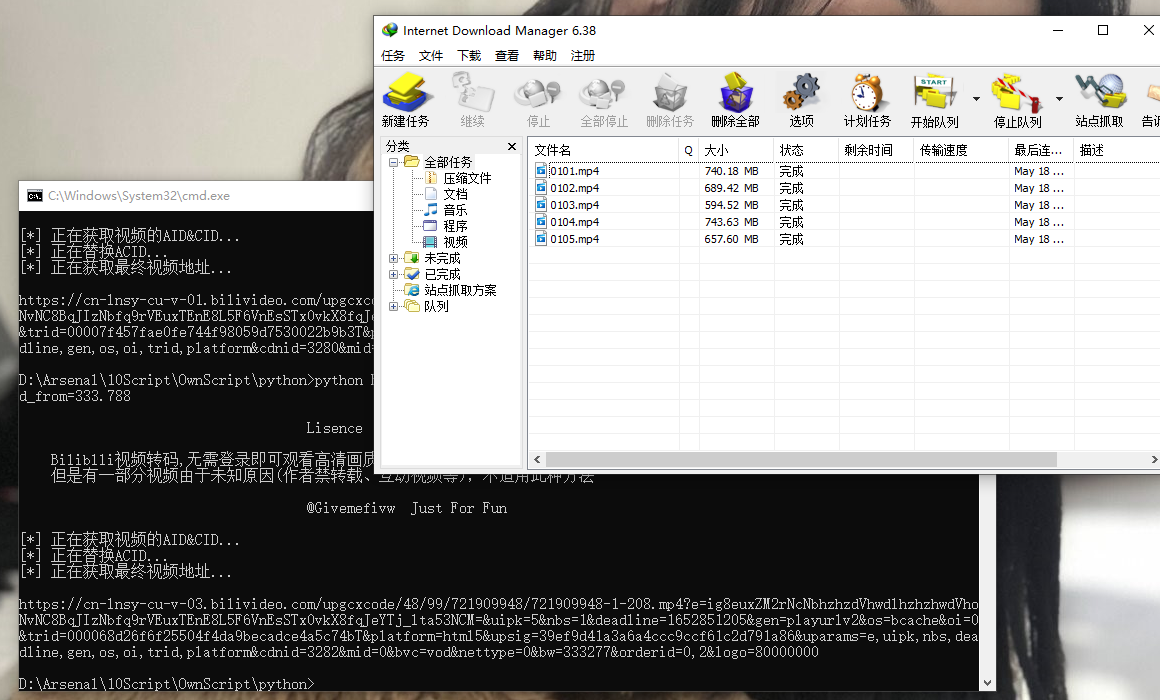 Internet Download Manager 6.38
任务 文件 下载 查看 帮助 注册
新建任务 继续 停止 全部停止 删除任务 删除全部 选项 计划任务 START 开始队列 停止队列 站点抓取
分类
全部任务
压缩文件
文档
音乐
程序
视频
未完成
已完成
站点抓取方案
队列
文件名 Q 大小 状态 剩余时间 传输速度 最后连... 描述
0101.mp4 740.18 MB 完成 May 18 ...
0102.mp4 689.42 MB 完成 May 18 ...
0103.mp4 594.52 MB 完成 May 18 ...
0104.mp4 743.63 MB 完成 May 18 ...
0105.mp4 657.60 MB 完成 May 18 ...
C:\Windows\System32\cmd.exe
[*] 正在获取视频的AID&CID...
[*] 正在替换ACID...
[*] 正在获取最终视频地址...
https://cn-lnsy-cu-v-01.bilivideo.com/upgcxco
NvNC8BqJIzNbfq9rVEuxTEnE8L5F6VnEsSTx0vkX8fqJe
&trid=00007f457fae0fe744f98059d7530022b9b3T&p
dline,gen,os,oi,trid,platform&cdnid=3280&mid=
D:\Arsenal\10Script\OwnScript\python>python
d_from=333.788
Lisence
Biliblli视频转码,无需登录即可观看高清画质
但是有一部分视频由于未知原因(作者禁转载、互动视频等), 不适用此种方法
@Givemefivw Just For Fun
[*] 正在获取视频的AID&CID...
[*] 正在替换ACID...
[*] 正在获取最终视频地址...
https://cn-lnsy-cu-v-03.bilivideo.com/upgcxcode/48/99/721909948/721909948-1-208.mp4?e=ig8euxZM2rNcNbhzhzdVhwdlhzhzhwdVho
NvNC8BqJIzNbfq9rVEuxTEnE8L5F6VnEsSTx0vkX8fqJeYTj_lta53NCM=&uipk=5&nbs=1&deadline=1652851205&gen=playurlv2&os=bcache&oi=0
&trid=000068d26f6f25504f4da9becadce4a5c74bT&platform=html5&upsig=39ef9d41a3a6a4ccc9ccf61c2d791a86&uparams=e,uipk,nbs,dea
dline,gen,os,oi,trid,platform&cdnid=3282&mid=0&bvc=vod&nettype=0&bw=333277&orderid=0,2&logo=80000000
D:\Arsenal\10Script\OwnScript\python>